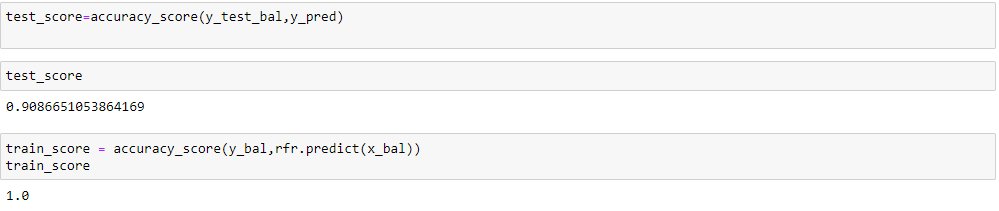 test_score=accuracy_score(y_test_bal,y_pred)
test_score
0.9086651053864169
train_score = accuracy_score(y_bal,rfr.predict(x_bal))
train_score
1.0